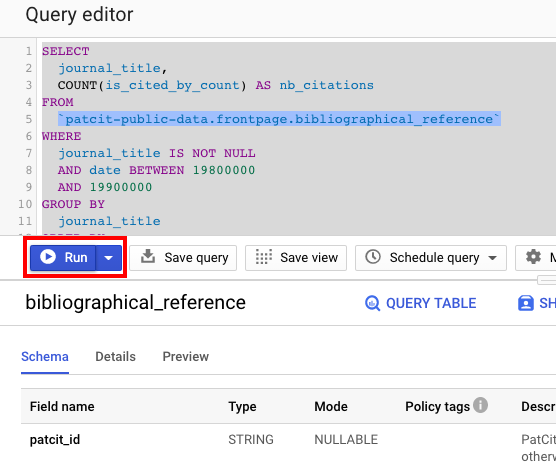 Query editor
1 SELECT
2 journal_title,
3 COUNT(is_cited_by_count) AS nb_citations
4 FROM
5 `patcit-public-data.frontpage.bibliographical_reference`
6 WHERE
7 journal_title IS NOT NULL
8 AND date BETWEEN 19800000
9 AND 19900000
10 GROUP BY
11 journal_title
Run Save query Save view Schedule query M
bibliographical_reference QUERY TABLE SH
Schema Details Preview
Field name Type Mode Policy tags Descr
patcit_id STRING NULLABLE PatCit
otherw